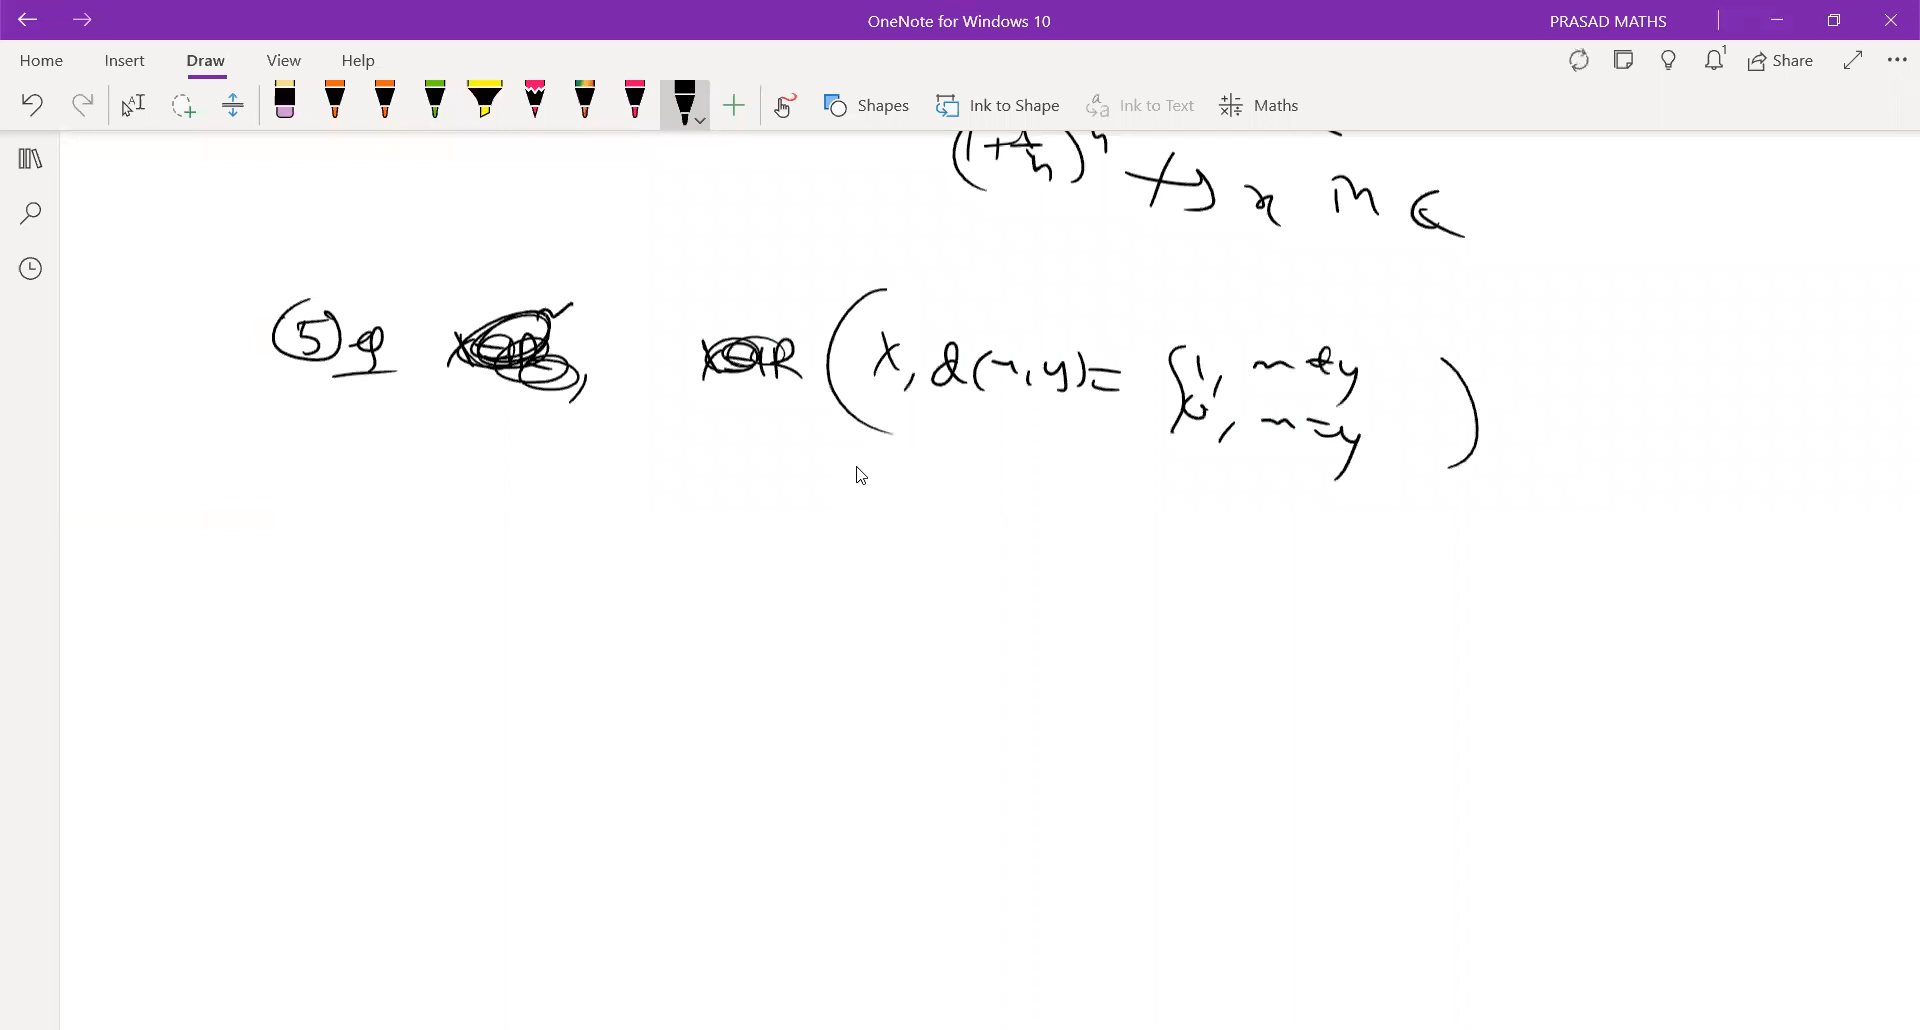 OneNote for Windows 10
PRASAD MATHS
Home Insert Draw View Help
1
Share
Shapes Ink to Shape Ink to Text Maths
(1+ /n)^n ↛ x in
(5) eg (X, d(x,y) = {1, x≠y
0, x=y)